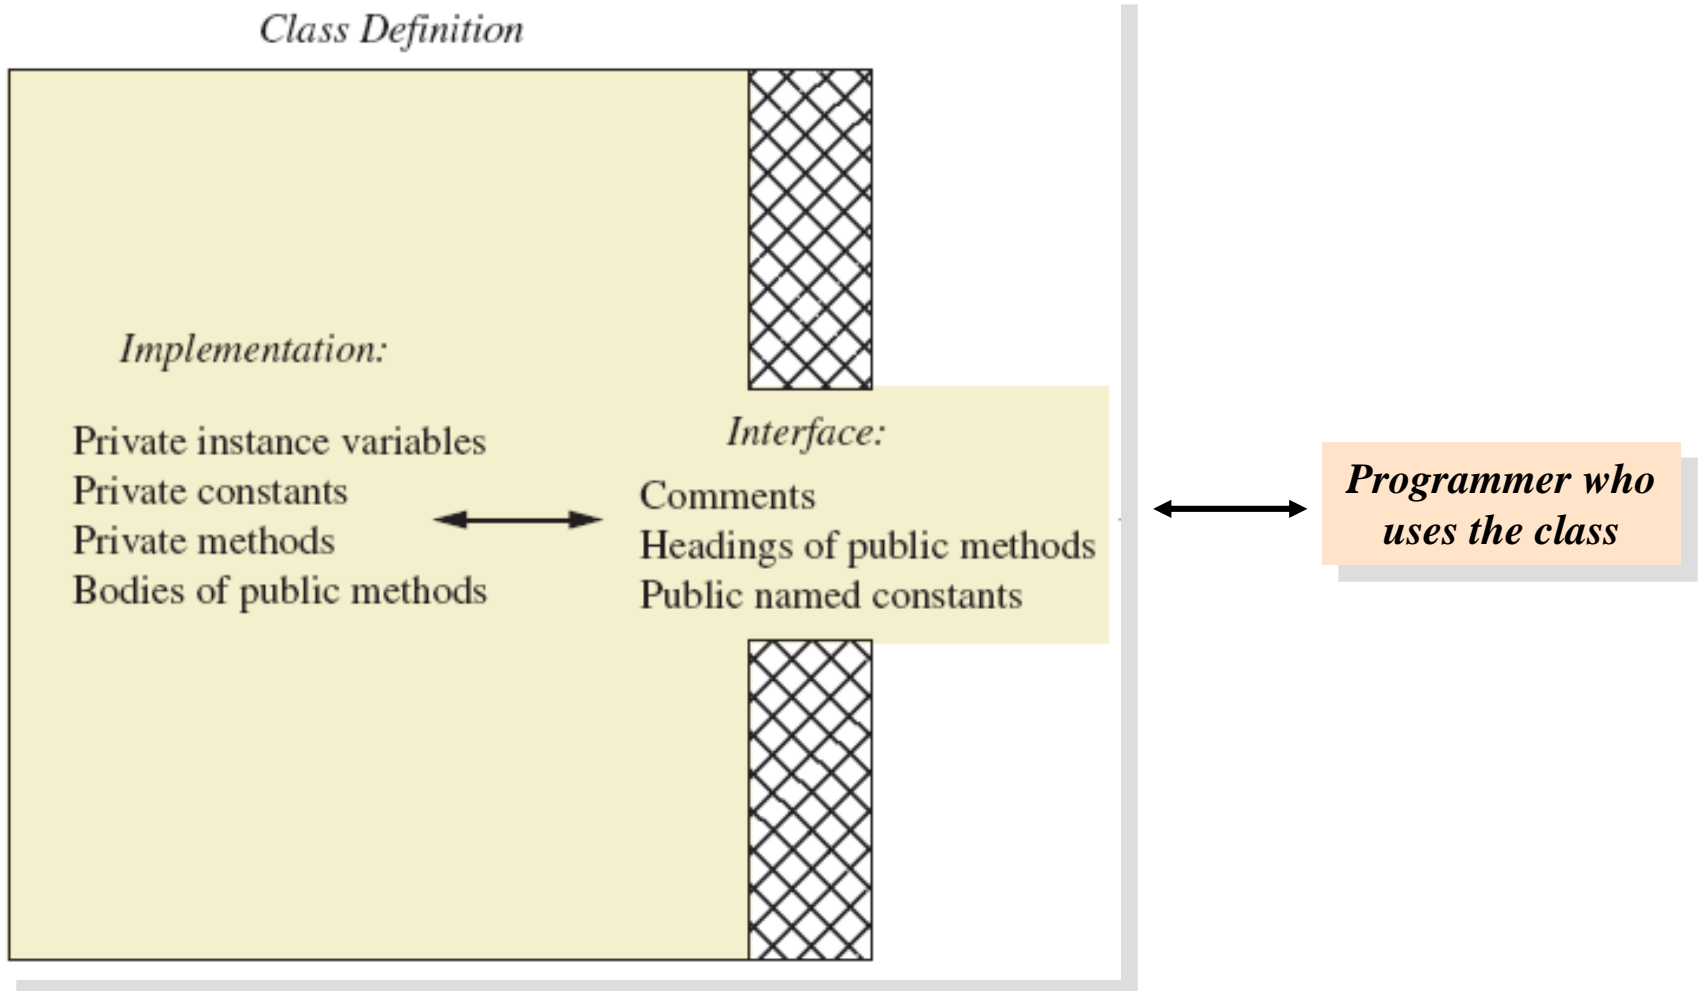 Class Definition
Implementation:
Private instance variables
Private constants
Private methods
Bodies of public methods
Interface:
Comments
Headings of public methods
Public named constants
Programmer who
uses the class